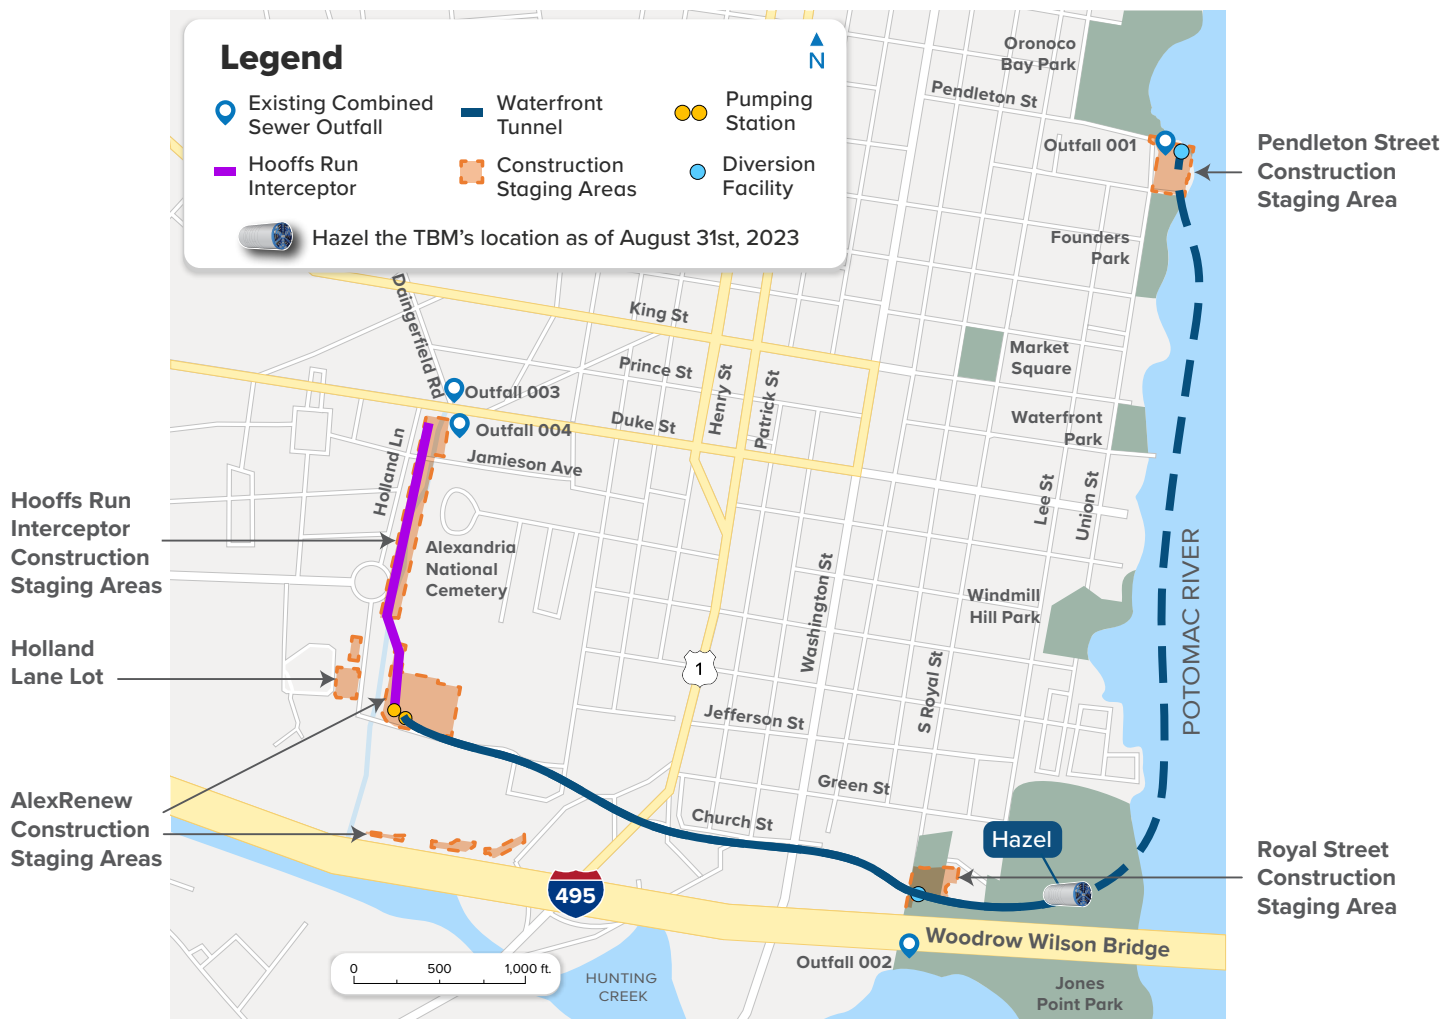 Legend
N
Existing Combined
Sewer Outfall
Waterfront
Tunnel
Pumping
Station
Hooffs Run
Interceptor
Construction
Staging Areas
Diversion
Facility
Hazel the TBM's location as of August 31st, 2023
Oronoco
Bay Park
Pendleton St
Outfall 001
Pendleton Street
Construction
Staging Area
Founders
Park
Daingerfield Rd
King St
Prince St
Henry St
Patrick St
Market
Square
Outfall 003
Duke St
Outfall 004
Waterfront
Park
Holland Ln
Jamieson Ave
Lee St
Union St
Hooffs Run
Interceptor
Construction
Staging Areas
Alexandria
National
Cemetery
POTOMAC RIVER
Washington St
Windmill
Hill Park
Holland
Lane Lot
1
S Royal St
Jefferson St
Green St
AlexRenew
Construction
Staging Areas
Church St
Hazel
Royal Street
Construction
Staging Area
495
Woodrow Wilson Bridge
Outfall 002
0
500
1,000 ft.
HUNTING
CREEK
Jones
Point Park